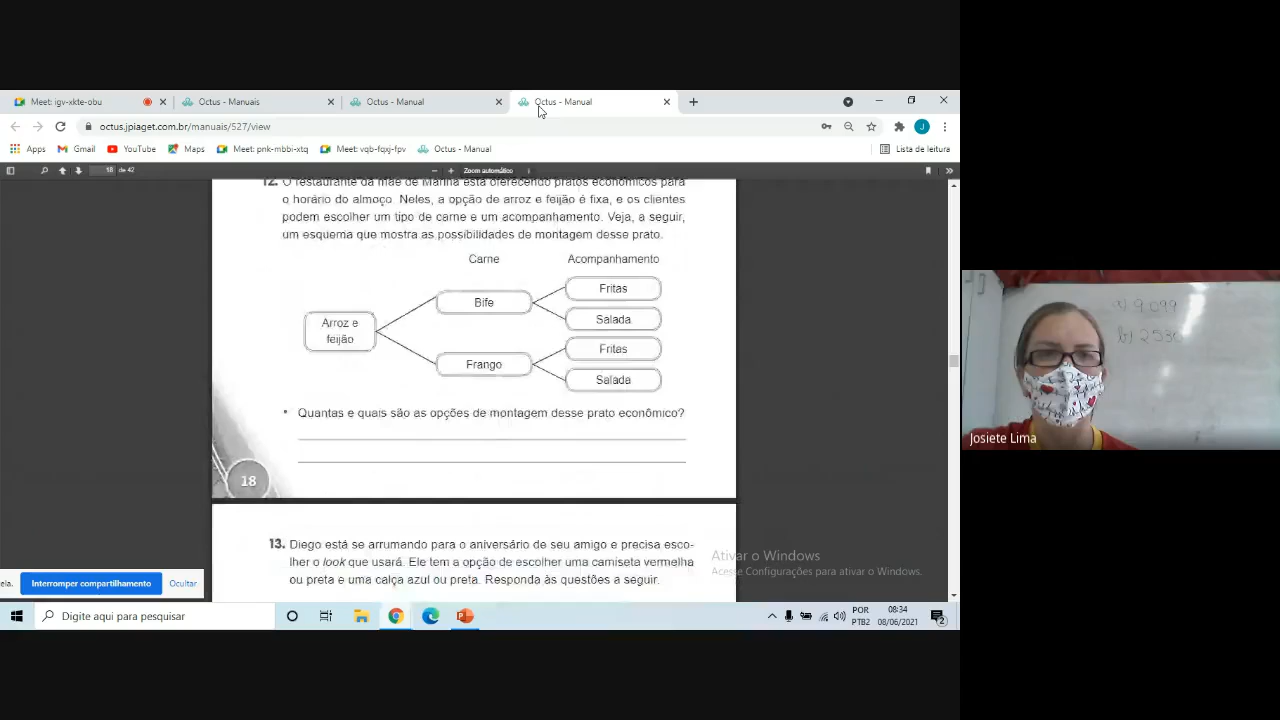 Meet: igv-xkte-obu
Octus - Manuais
Octus - Manual
Octus - Manual
octus.jpiaget.com.br/manuais/527/view
J
Apps
Gmail
YouTube
Maps
Meet: pnk-mbbi-xtq
Meet: vqb-fqxj-fpv
Octus - Manual
Lista de leitura
18 de 42
Zoom automático
12. O restaurante da mãe de Marina está oferecendo pratos econômicos para
o horário do almoço. Neles, a opção de arroz e feijão é fixa, e os clientes
podem escolher um tipo de carne e um acompanhamento. Veja, a seguir,
um esquema que mostra as possibilidades de montagem desse prato.
Carne
Acompanhamento
Arroz e
feijão
Bife
Fritas
Salada
Frango
Fritas
Salada
• Quantas e quais são as opções de montagem desse prato econômico?
18
13. Diego está se arrumando para o aniversário de seu amigo e precisa esco-
lher o look que usará. Ele tem a opção de escolher uma camiseta vermelha
ou preta e uma calça azul ou preta. Responda às questões a seguir.
Ativar o Windows
Acesse Configurações para ativar o Windows.
ela.
Interromper compartilhamento
Ocultar
Digite aqui para pesquisar
POR
PTB2
08:34
08/06/2021
2
a) 9.099
b) 2530
Josiete Lima